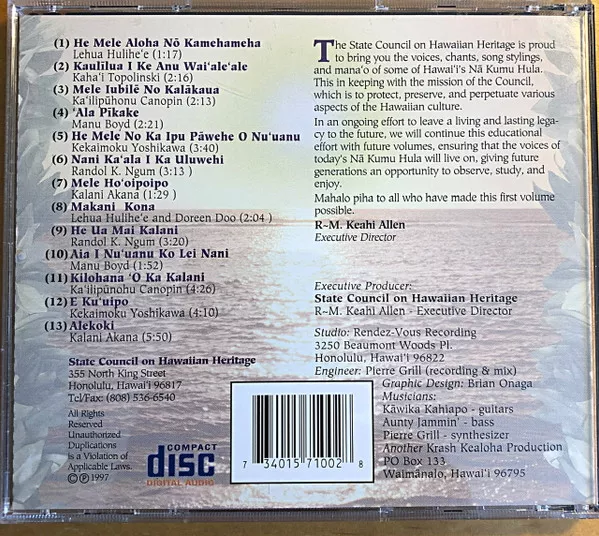 (1) He Mele Aloha Nō Kamehameha
Lehua Hulihe'e (1:17)
(2) Kaulilua I Ke Anu Wai'ale'ale
Kaha'i Topolinski (2:16)
(3) Mele Iubilē No Kalākaua
Ka'ilipūhonu Canopin (2:13)
(4) 'Ala Pīkake
Manu Boyd (2:21)
(5) He Mele No Ka Ipu Pāwehe O Nu'uanu
Kekaimoku Yoshikawa (3:40)
(6) Nani Ka'ala I Ka Uluwehi
Randol K. Ngum (3:13 )
(7) Mele Ho'oipoipo
Kalani Akana (1:29 )
(8) Makani Kona
Lehua Hulihe'e and Doreen Doo (2:04 )
(9) He Ua Mai Kalani
Randol K. Ngum (3:20)
(10) Aia I Nu'uanu Ko Lei Nani
Manu Boyd (1:52)
(11) Kilohana 'O Ka Kalani
Ka'ilipūhonu Canopin (4:26)
(12) E Ku'uipo
Kekaimoku Yoshikawa (4:10)
(13) Alekoki
Kalani Akana (5:50)
State Council on Hawaiian Heritage
355 North King Street
Honolulu, Hawai'i 96817
Tel/Fax: (808) 536-6540
All Rights
Reserved
Unauthorized
Duplications
is a Violation of
Applicable Laws.
© ℗ 1997
COMPACT
disc
DIGITAL AUDIO
7 34015 71002 8
The State Council on Hawaiian Heritage is proud
to bring you the voices, chants, song stylings,
and mana'o of some of Hawai'i's Nā Kumu Hula.
This in keeping with the mission of the Council,
which is to protect, preserve, and perpetuate various
aspects of the Hawaiian culture.
In an ongoing effort to leave a living and lasting lega-
cy to the future, we will continue this educational
effort with future volumes, ensuring that the voices of
today's Nā Kumu Hula will live on, giving future
generations an opportunity to observe, study, and
enjoy.
Mahalo piha to all who have made this first volume
possible.
R~M. Keahi Allen
Executive Director
Executive Producer:
State Council on Hawaiian Heritage
R~M. Keahi Allen - Executive Director
Studio: Rendez-Vous Recording
3250 Beaumont Woods Pl.
Honolulu, Hawai'i 96822
Engineer: Pierre Grill (recording & mix)
Graphic Design: Brian Onaga
Musicians:
Kāwika Kahiapo - guitars
Aunty Jammin' - bass
Pierre Grill - synthesizer
Another Krash Kealoha Production
PO Box 133
Waimānalo, Hawai'i 96795